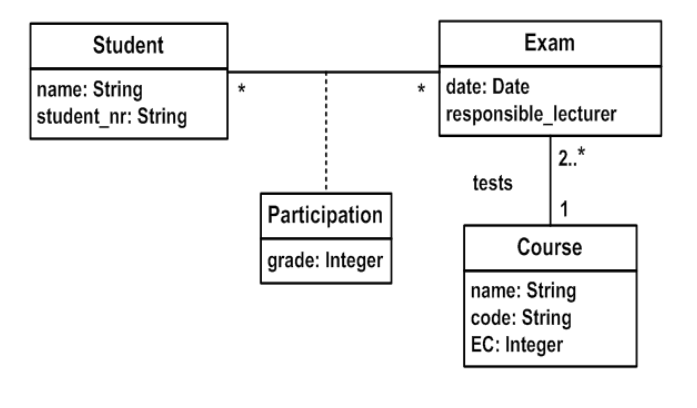 Student
name: String
student_nr: String
*
*
Exam
date: Date
responsible_lecturer
2..*
tests
1
Participation
grade: Integer
Course
name: String
code: String
EC: Integer